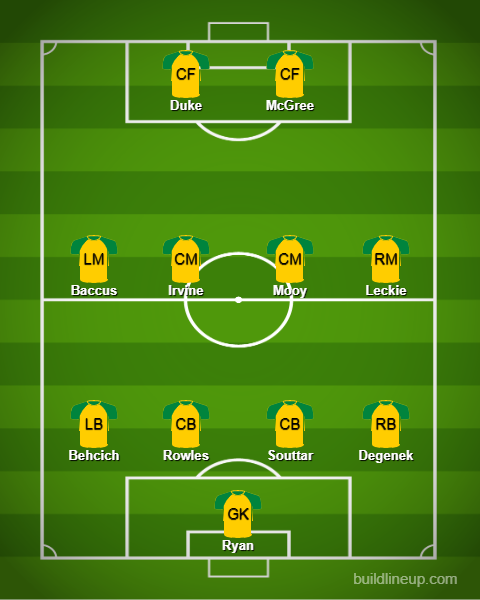 CF CF
Duke McGree
LM CM CM RM
Baccus Irvine Mooy Leckie
LB CB CB RB
Behcich Rowles Souttar Degenek
GK
Ryan
buildlineup.com